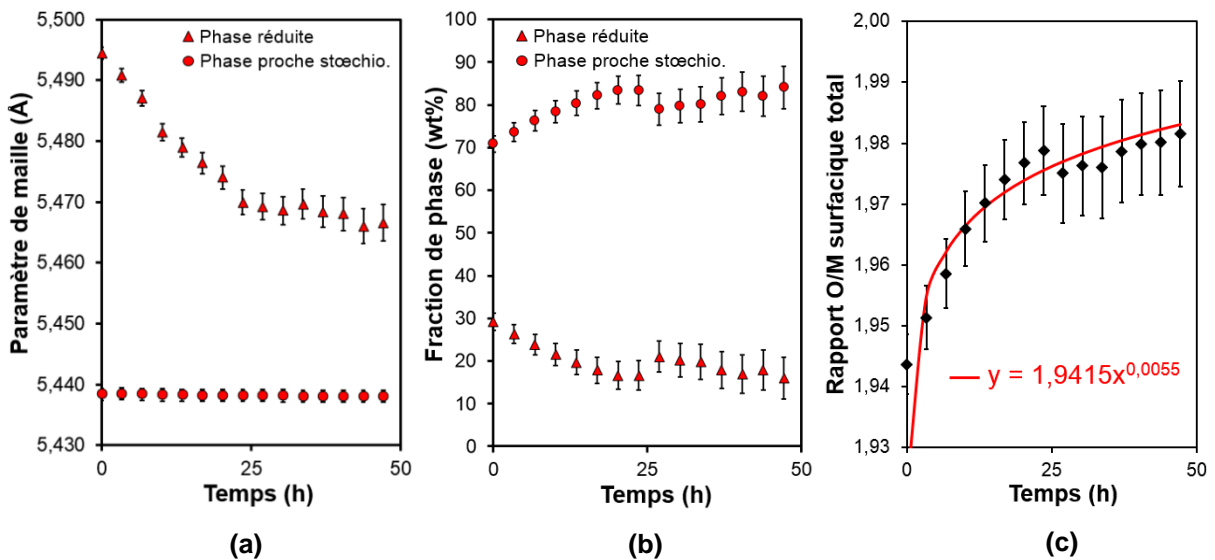 Paramètre de maille (Å)
5,500
5,490
5,480
5,470
5,460
5,450
5,440
5,430
Phase réduite
Phase proche stœchio.
0
25
50
Temps (h)
(a)
Fraction de phase (wt%)
100
90
80
70
60
50
40
30
20
10
0
Phase réduite
Phase proche stœchio.
0
25
50
Temps (h)
(b)
Rapport O/M surfacique total
2,00
1,99
1,98
1,97
1,96
1,95
1,94
1,93
y = 1,9415x^0,0055
0
25
50
Temps (h)
(c)